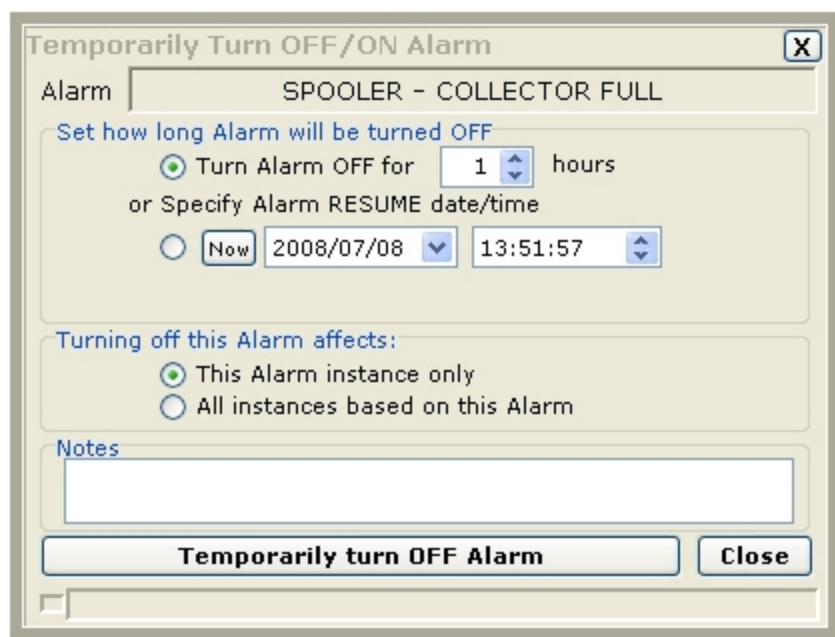 Temporarily Turn OFF/ON Alarm X
Alarm SPOOLER - COLLECTOR FULL
Set how long Alarm will be turned OFF
Turn Alarm OFF for 1 hours
or Specify Alarm RESUME date/time
Now 2008/07/08 13:51:57
Turning off this Alarm affects:
This Alarm instance only
All instances based on this Alarm
Notes
Temporarily turn OFF Alarm Close